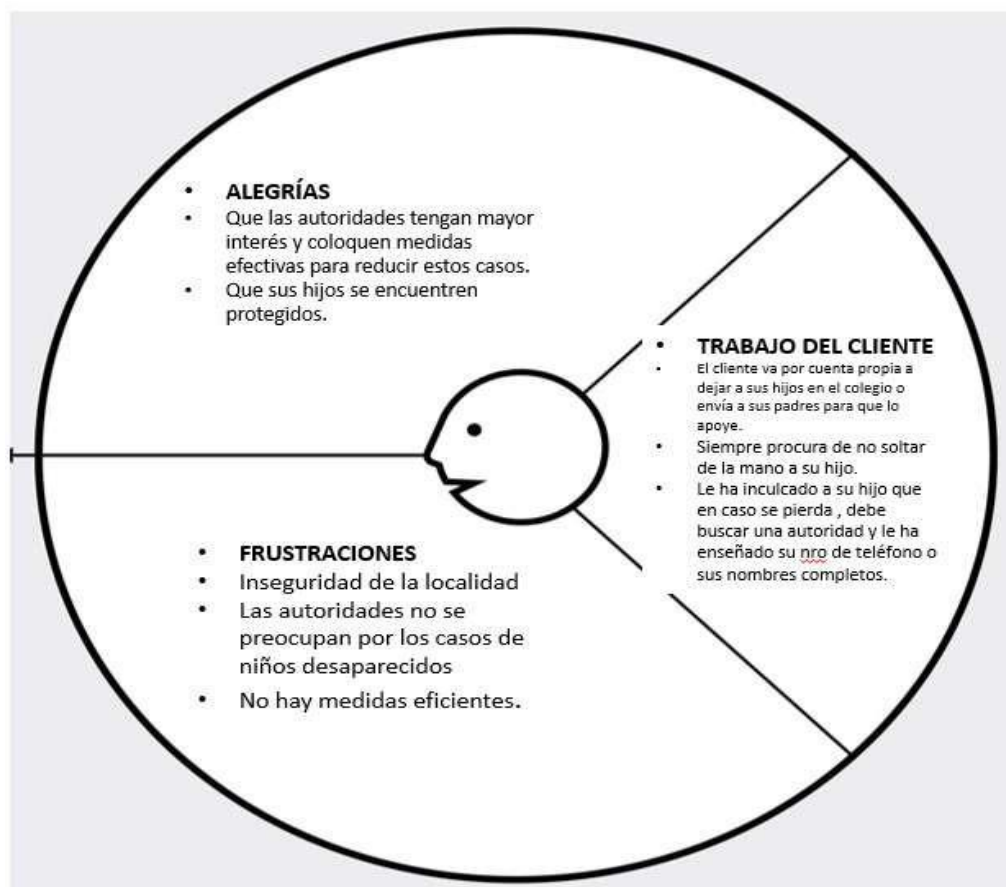 • ALEGRÍAS
• Que las autoridades tengan mayor
interés y coloquen medidas
efectivas para reducir estos casos.
• Que sus hijos se encuentren
protegidos.
• TRABAJO DEL CLIENTE
• El cliente va por cuenta propia a
dejar a sus hijos en el colegio o
envía a sus padres para que lo
apoye.
• Siempre procura de no soltar
de la mano a su hijo.
• Le ha inculcado a su hijo que
en caso se pierda , debe
buscar una autoridad y le ha
enseñado su nro de teléfono o
sus nombres completos.
• FRUSTRACIONES
• Inseguridad de la localidad
• Las autoridades no se
preocupan por los casos de
niños desaparecidos
• No hay medidas eficientes.